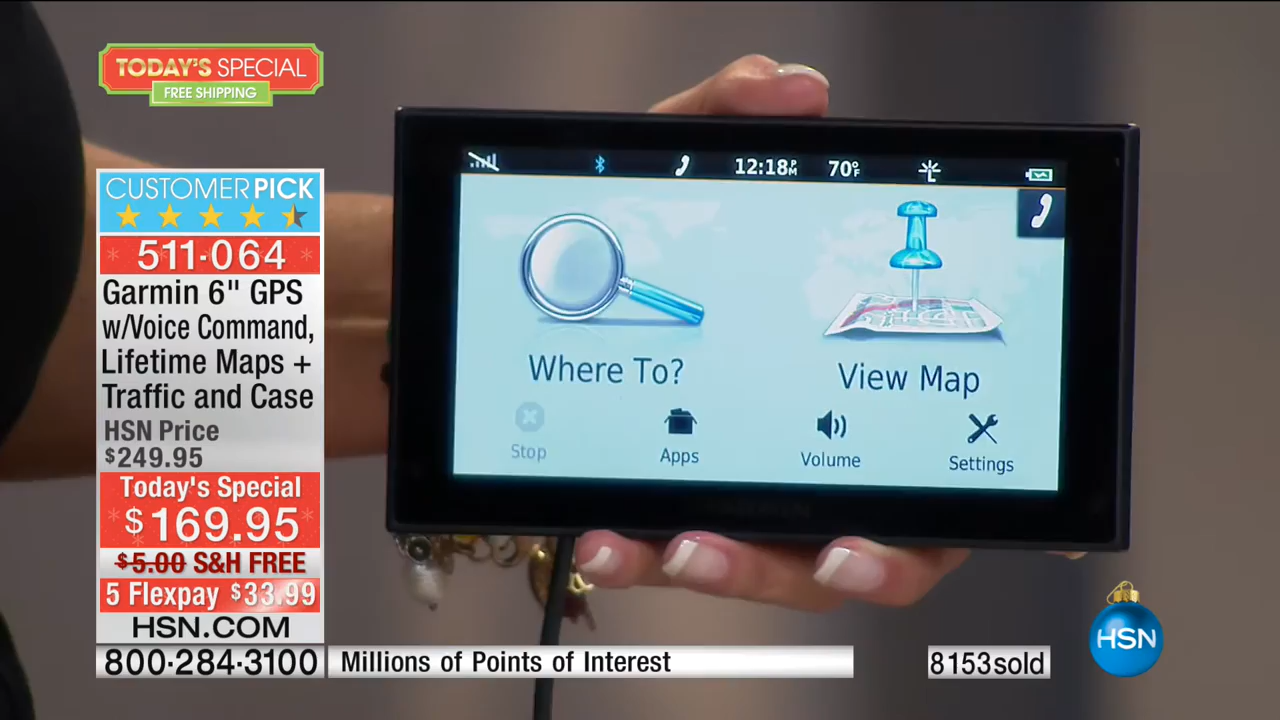 TODAY'S SPECIAL
FREE SHIPPING
CUSTOMERPICK
511-064
Garmin 6" GPS
w/Voice Command,
Lifetime Maps +
Traffic and Case
HSN Price
$249.95
Today's Special
$169.95
$5.00 S&H FREE
5 Flexpay $33.99
HSN.COM
800-284-3100
Millions of Points of Interest
8153sold
HSN
12:18PM 70°F
Where To?
View Map
Stop
Apps
Volume
Settings